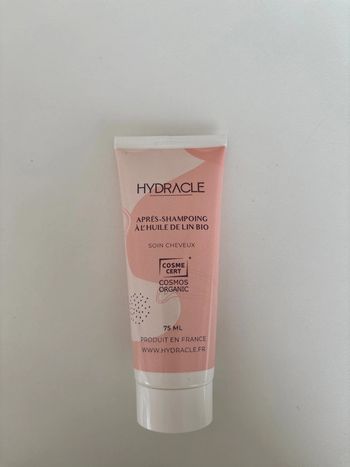 HYDRACLE
APRÈS-SHAMPOING
À L'HUILE DE LIN BIO
SOIN CHEVEUX
COSME
CERT
COSMOS
ORGANIC
75 ML
PRODUIT EN FRANCE
WWW.HYDRACLE.FR